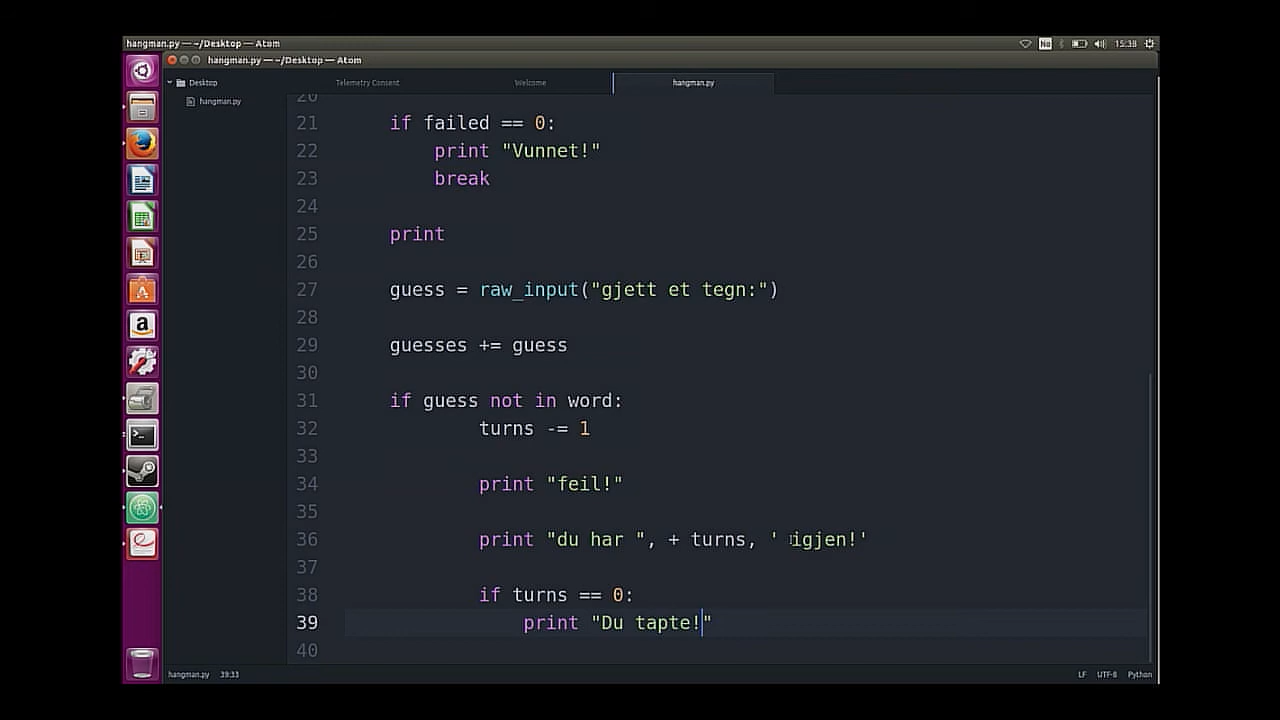 hangman.py — ~/Desktop — Atom
Na
15:38
hangman.py — ~/Desktop — Atom
Desktop
hangman.py
Telemetry Consent
Welcome
hangman.py
20
21 if failed == 0:
22 print "Vunnet!"
23 break
24
25 print
26
27 guess = raw_input("gjett et tegn:")
28
29 guesses += guess
30
31 if guess not in word:
32 turns -= 1
33
34 print "feil!"
35
36 print "du har ", + turns, ' igjen!'
37
38 if turns == 0:
39 print "Du tapte!"
40
hangman.py 39:33
LF UTF-8 Python